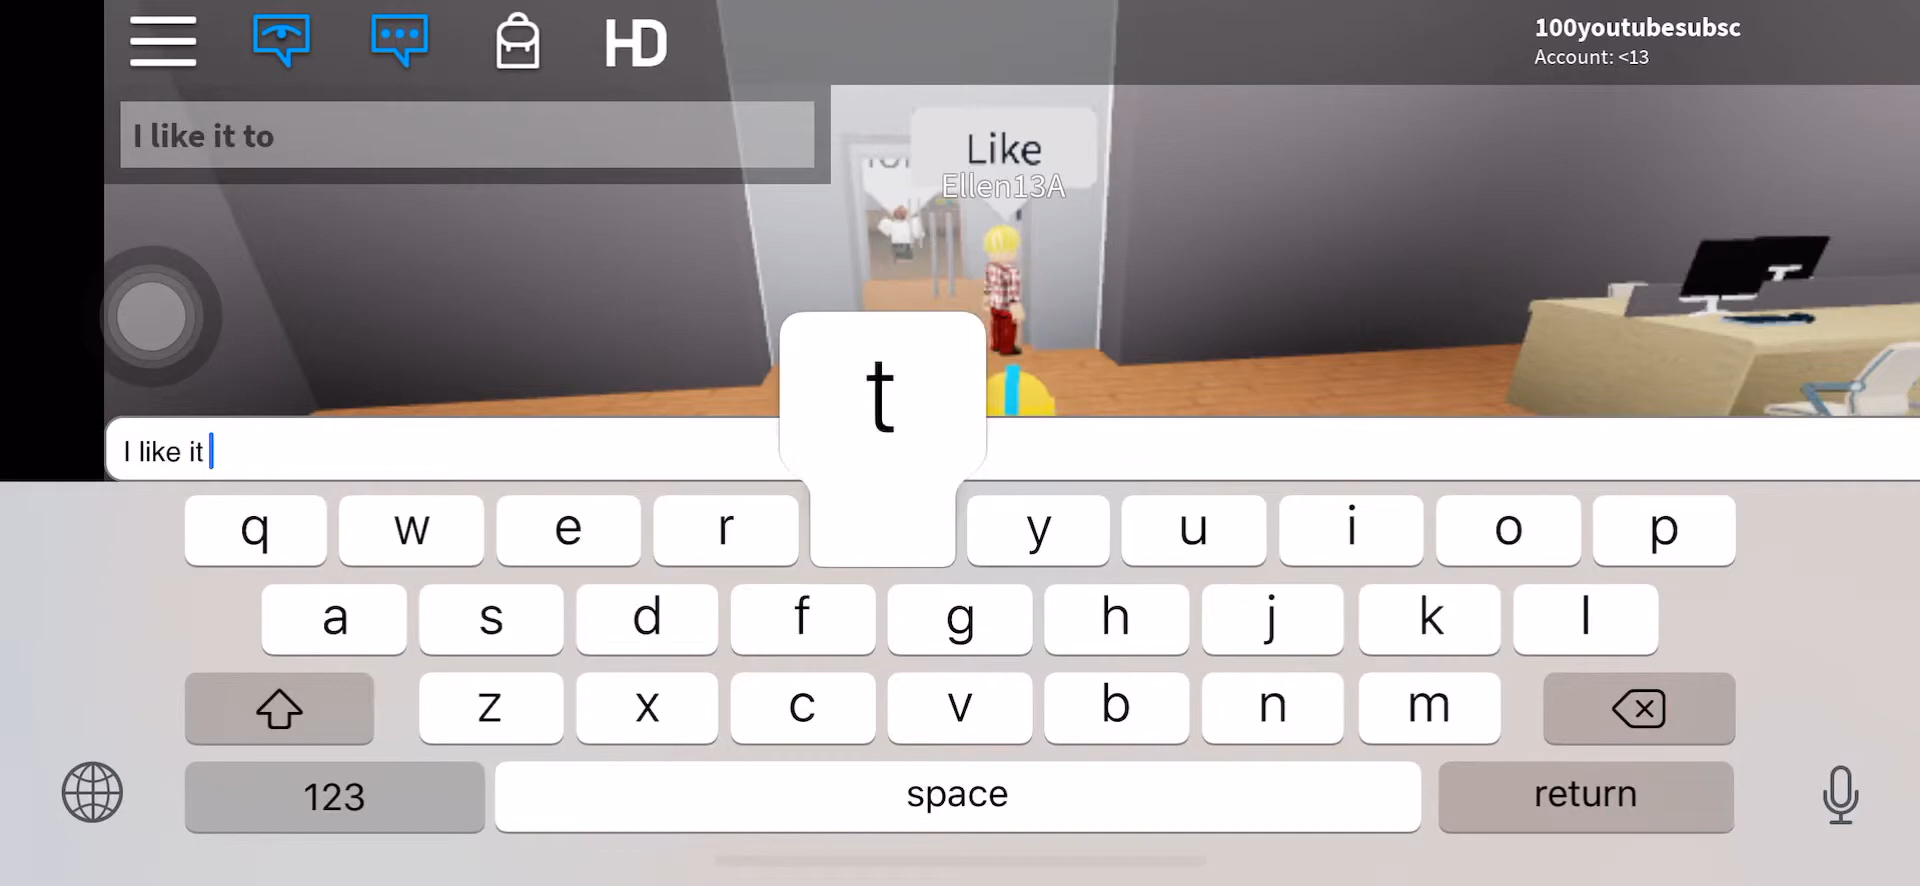 HD
100youtubesubsc
Account: <13
I like it to
Like
Ellen13A
I like it
t
q w e r y u i o p
a s d f g h j k l
z x c v b n m
123 space return